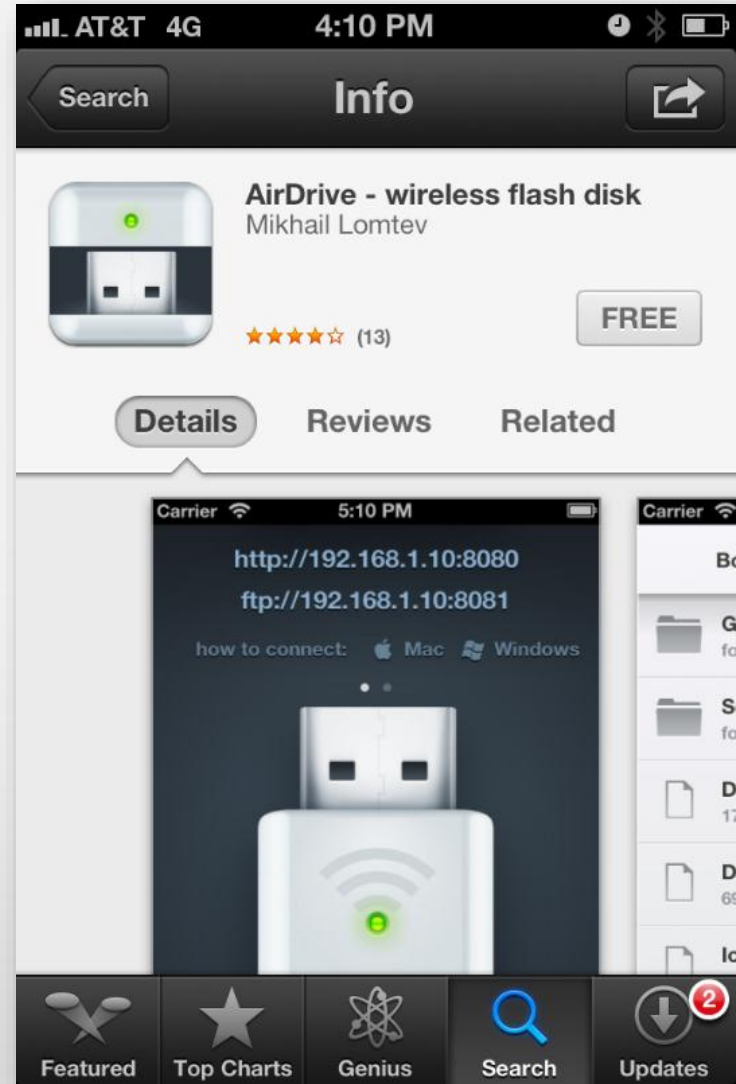 AT&T 4G 4:10 PM
Search Info
AirDrive - wireless flash disk
Mikhail Lomtev
(13)
FREE
Details Reviews Related
Carrier 5:10 PM
http://192.168.1.10:8080
ftp://192.168.1.10:8081
how to connect: Mac Windows
Carrier
2
Featured Top Charts Genius Search Updates